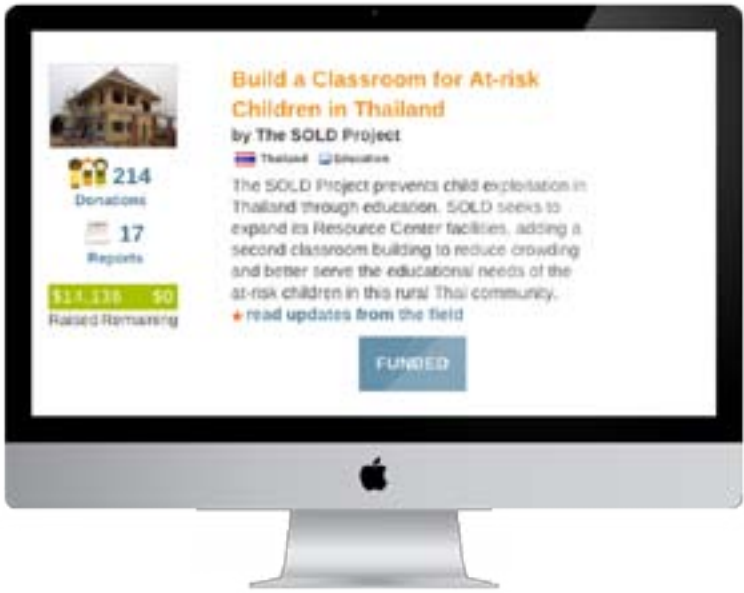 Build a Classroom for At-risk
Children in Thailand
by The SOLD Project
Thailand Education
The SOLD Project prevents child exploitation in
Thailand through education. SOLD seeks to
expand its Resource Center facilities, adding a
second classroom building to reduce crowding
and better serve the educational needs of the
at-risk children in this rural Thai community.
read updates from the field
FUNDED
214
Donations
17
Reports
$14,136 $0
Raised Remaining